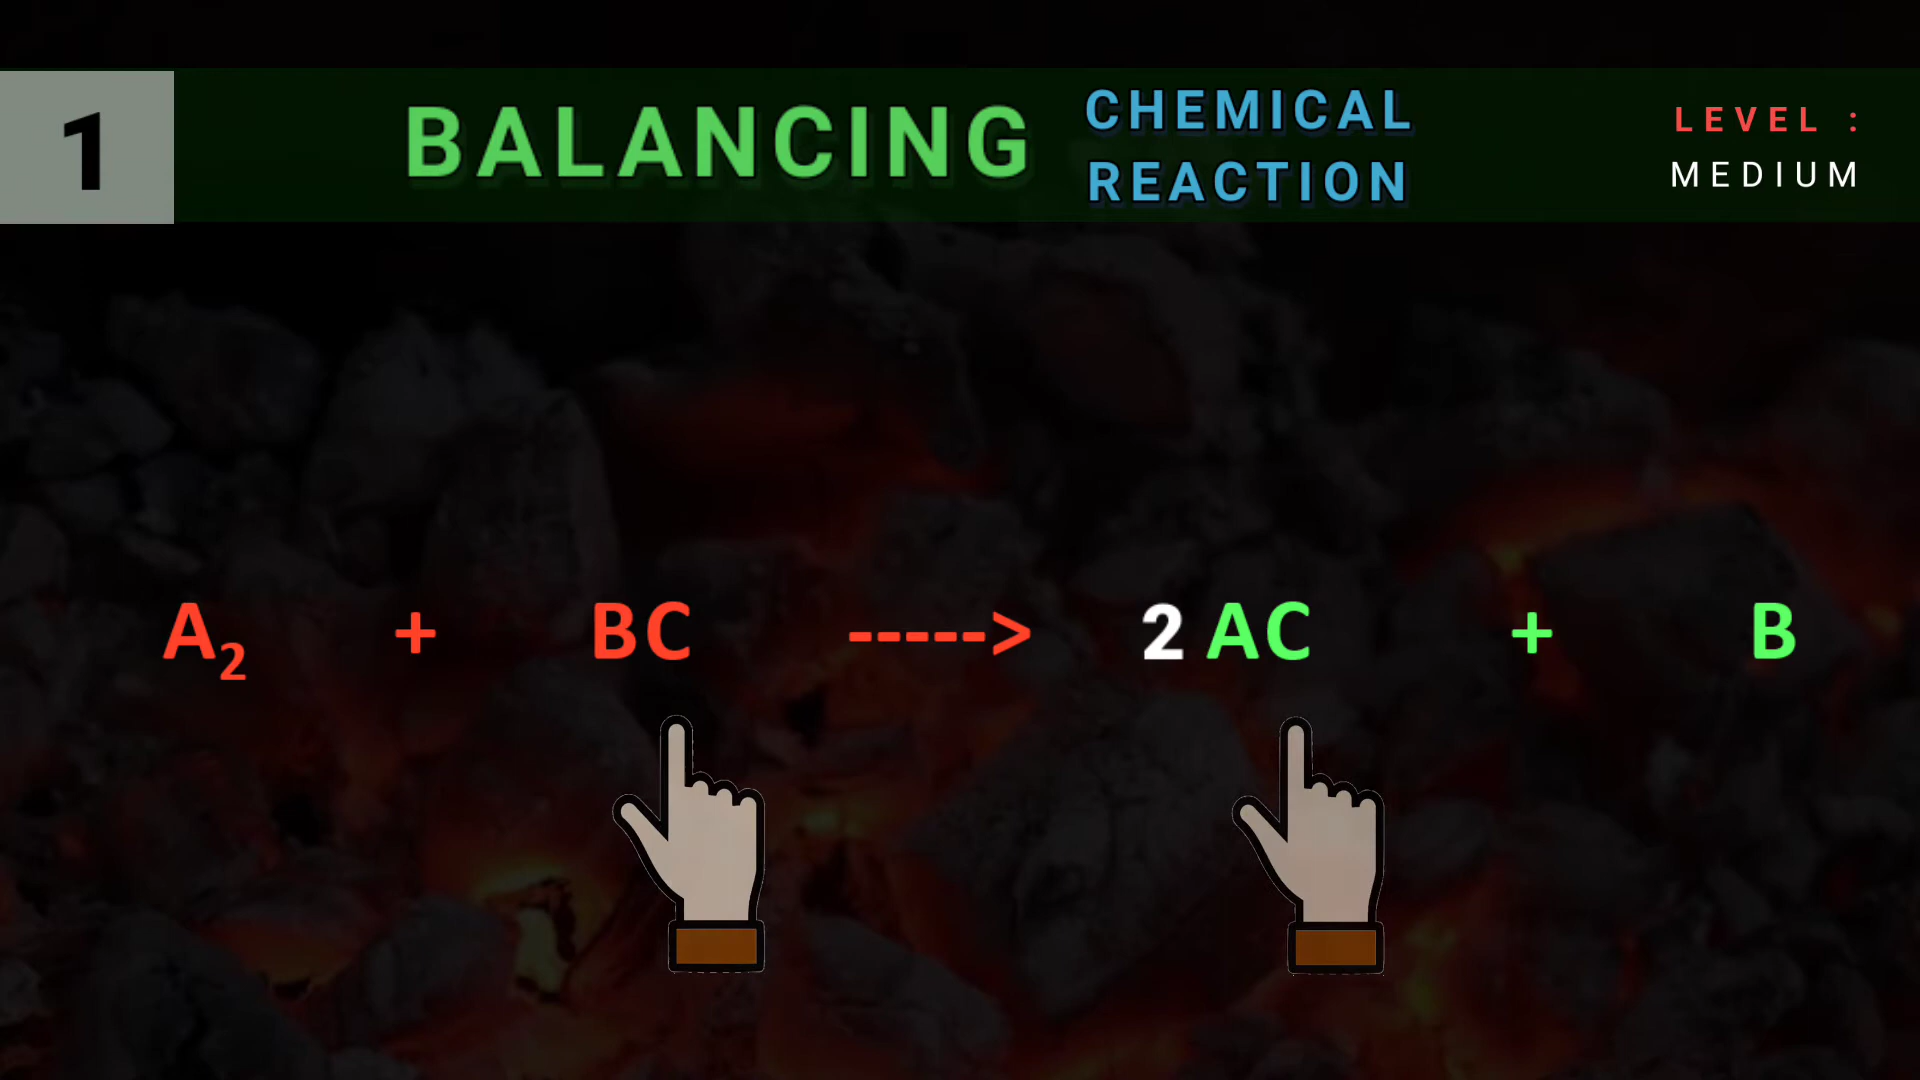 1
BALANCING
CHEMICAL
REACTION
LEVEL :
MEDIUM
A₂ + BC -----> 2 AC + B